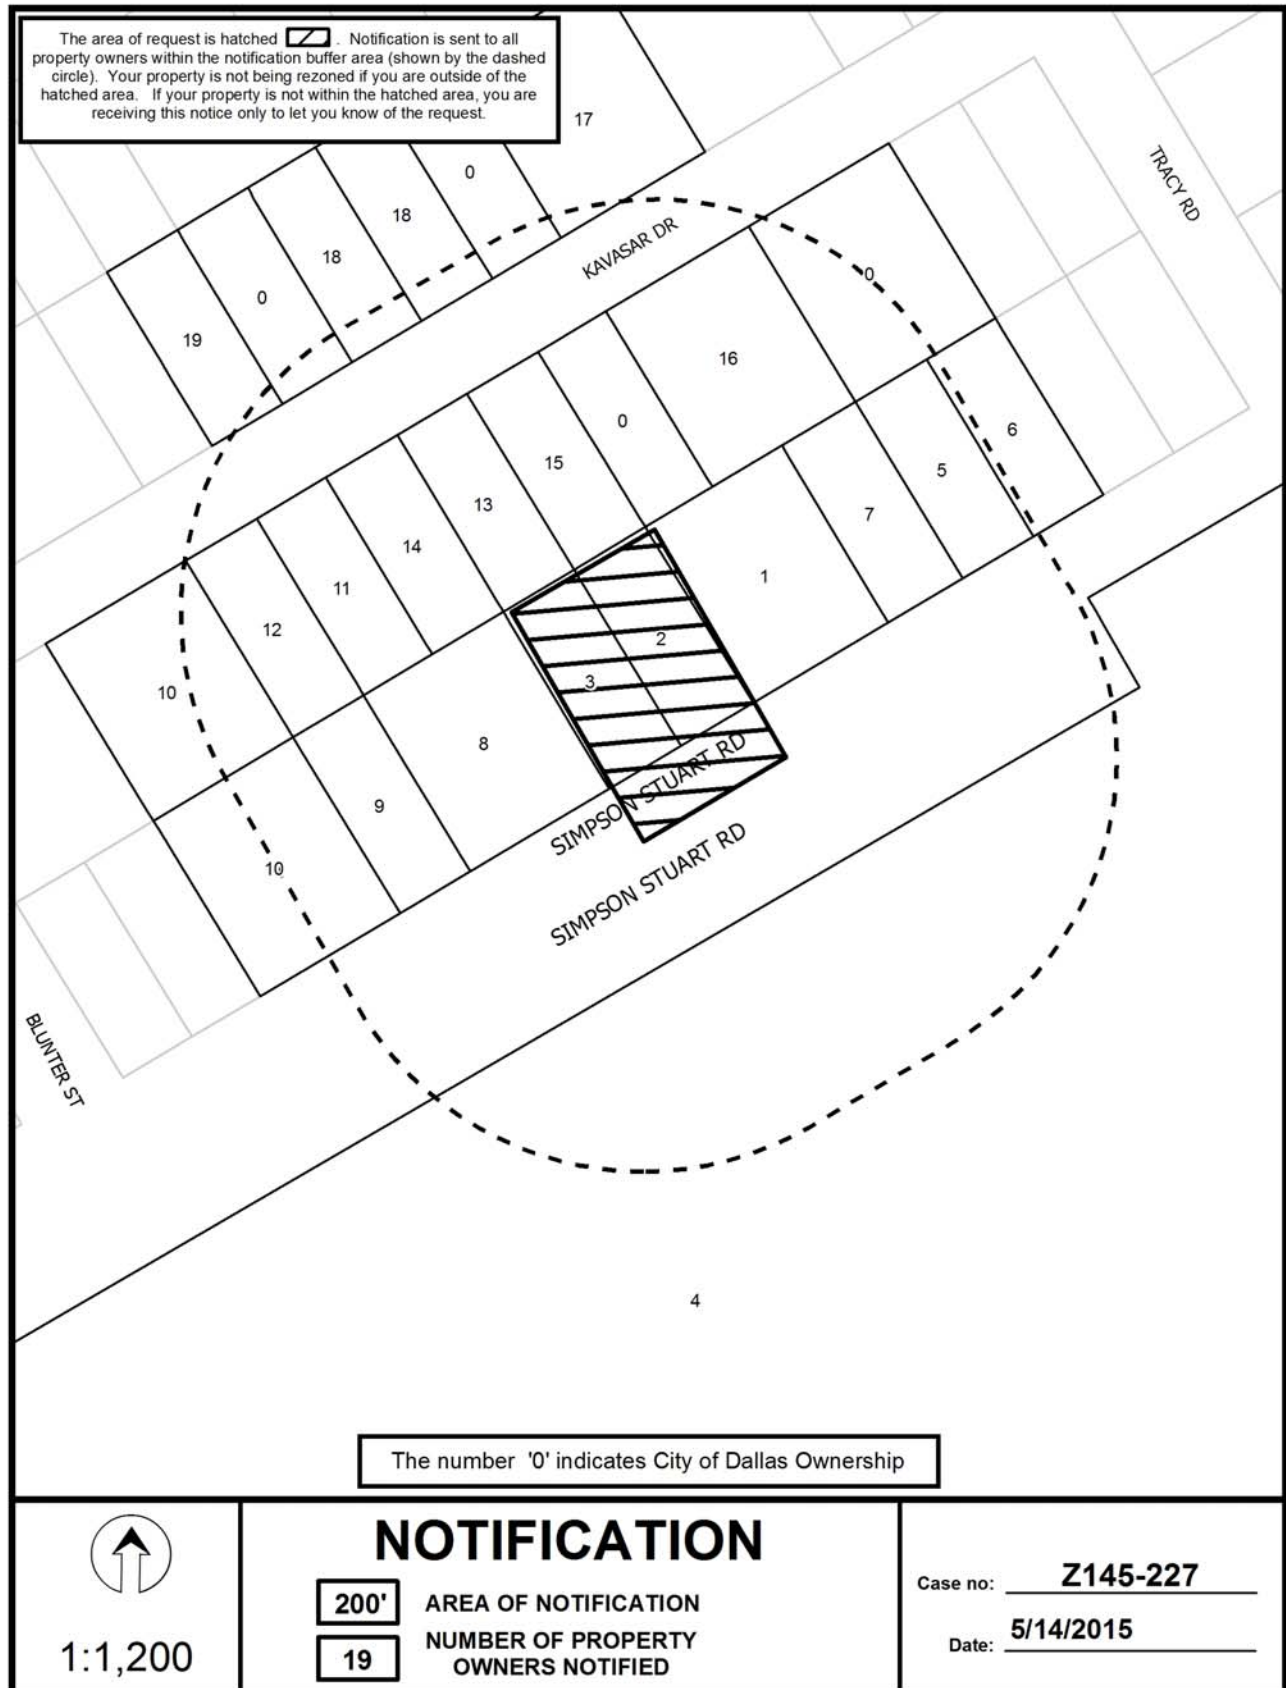 The area of request is hatched . Notification is sent to all
property owners within the notification buffer area (shown by the dashed
circle). Your property is not being rezoned if you are outside of the
hatched area. If your property is not within the hatched area, you are
receiving this notice only to let you know of the request.
17
0
18
18
0
19
KAVASAR DR
TRACY RD
0
16
0
15
13
14
11
12
10
6
5
7
1
2
3
8
9
10
SIMPSON STUART RD
SIMPSON STUART RD
BLUNTER ST
4
The number '0' indicates City of Dallas Ownership
1:1,200
NOTIFICATION
200' AREA OF NOTIFICATION
19 NUMBER OF PROPERTY
OWNERS NOTIFIED
Case no: Z145-227
Date: 5/14/2015